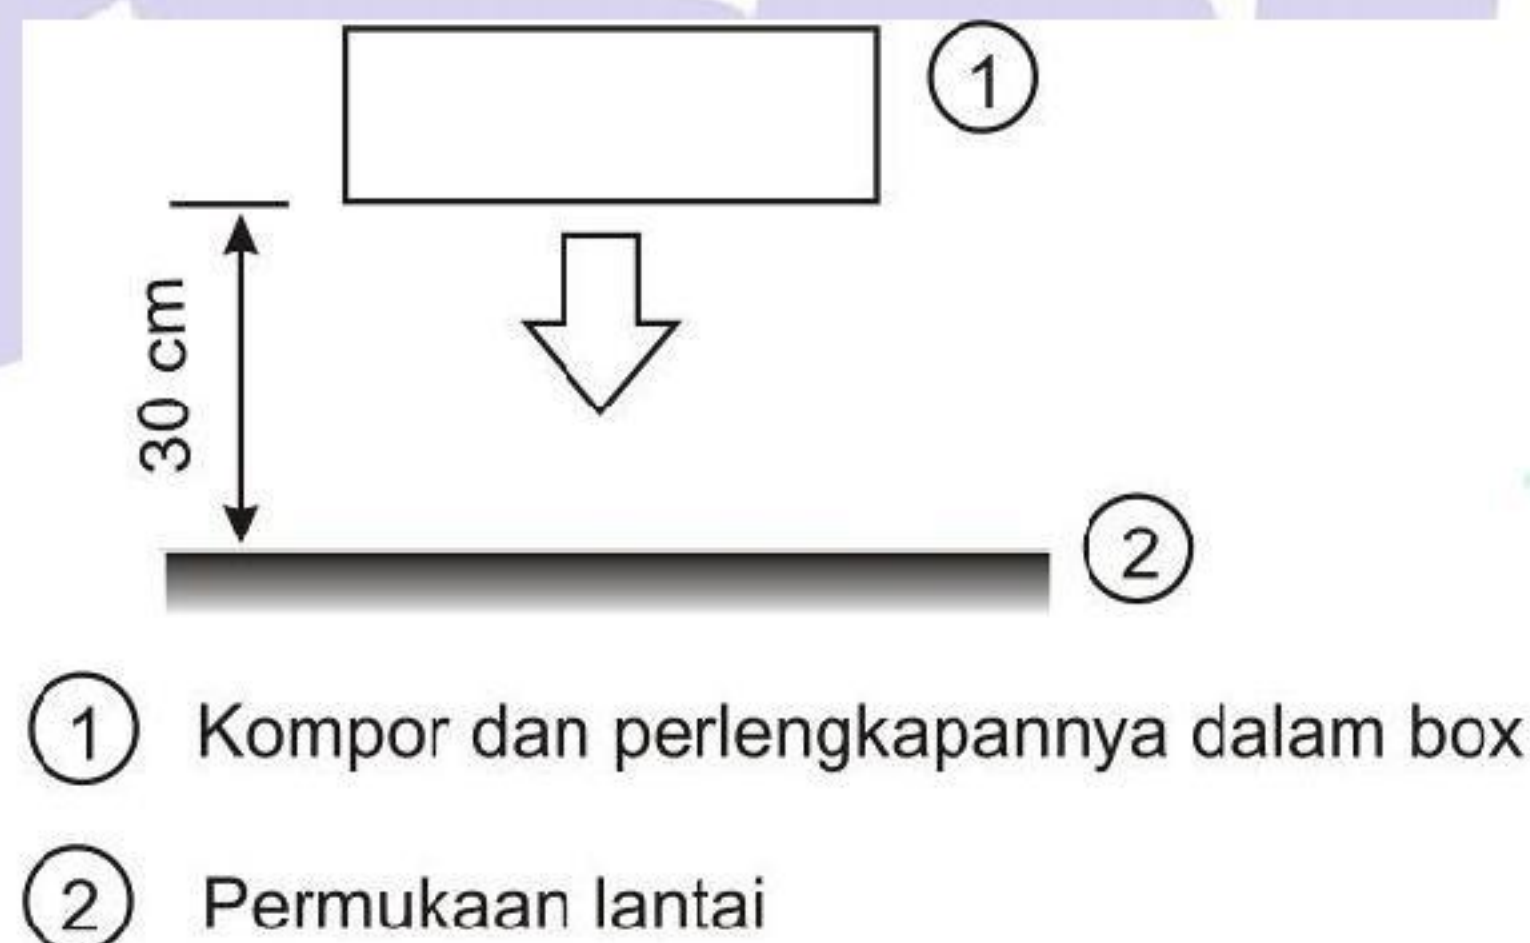 1
30 cm
2
1 Kompor dan perlengkapannya dalam box
2 Permukaan lantai